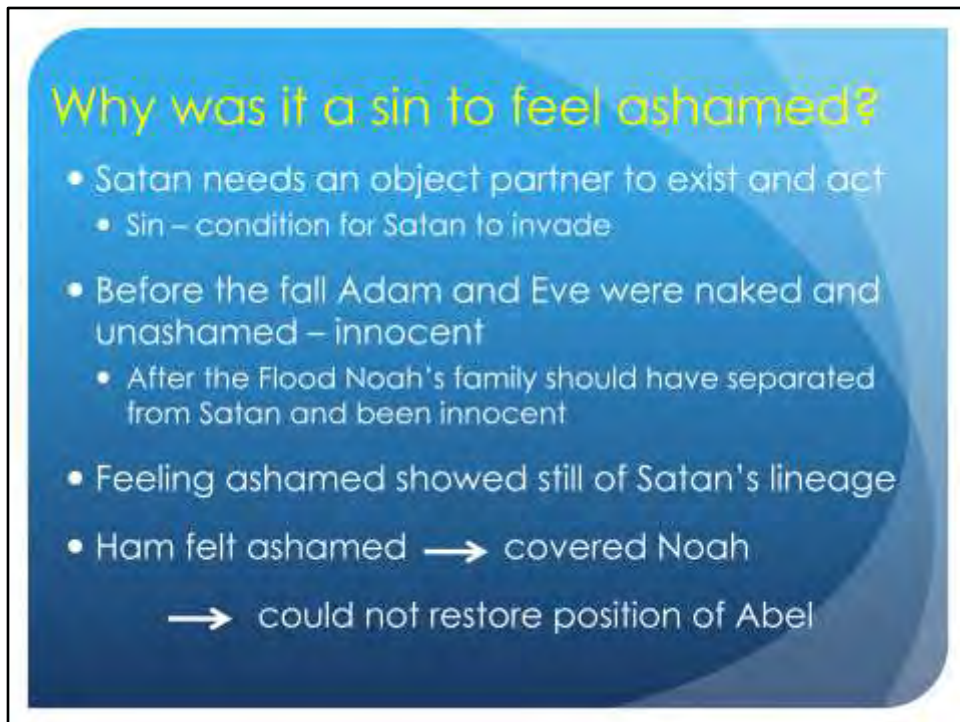 Why was it a sin to feel ashamed?
• Satan needs an object partner to exist and act
• Sin – condition for Satan to invade
• Before the fall Adam and Eve were naked and
unashamed – innocent
• After the Flood Noah's family should have separated
from Satan and been innocent
• Feeling ashamed showed still of Satan's lineage
• Ham felt ashamed → covered Noah
→ could not restore position of Abel